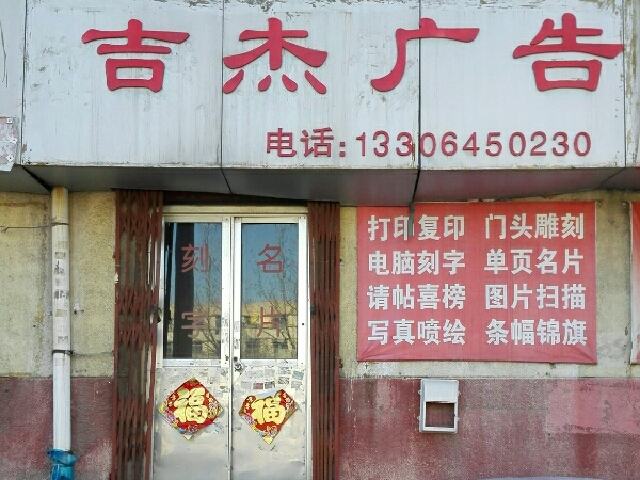 吉杰广告
电话:13306450230
打印复印 门头雕刻
电脑刻字 单页名片
请帖喜榜 图片扫描
写真喷绘 条幅锦旗
刻 名
字 片
福 福